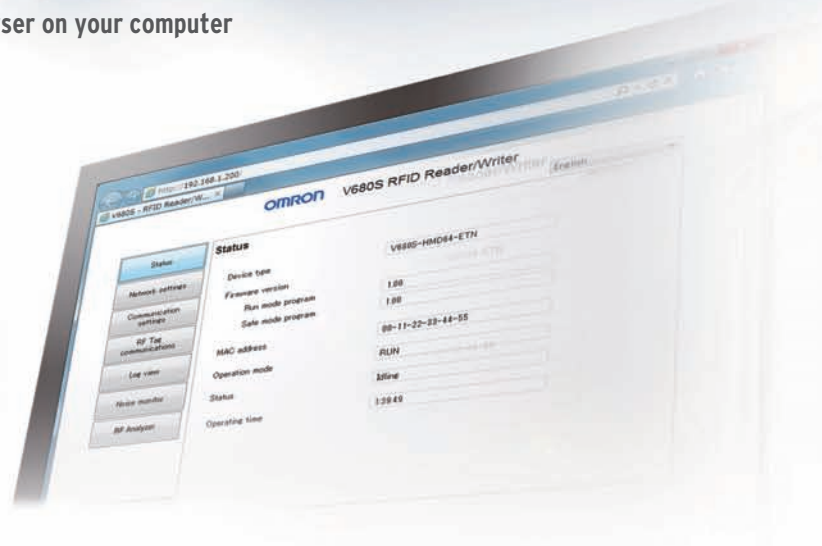 ser on your computer
http://192.168.1.200/
V680S - RFID Reader/W...
OMRON V680S RFID Reader/Writer
English
Status
Network settings
Communication
settings
RF Tag
communications
Log view
Noise monitor
RF Analyzer
Status
Device type V680S-HMD64-ETN
Firmware version
Run mode program 1.00
Safe mode program 1.00
MAC address 00-11-22-33-44-55
Operation mode RUN
Status Idling
Operating time 13949